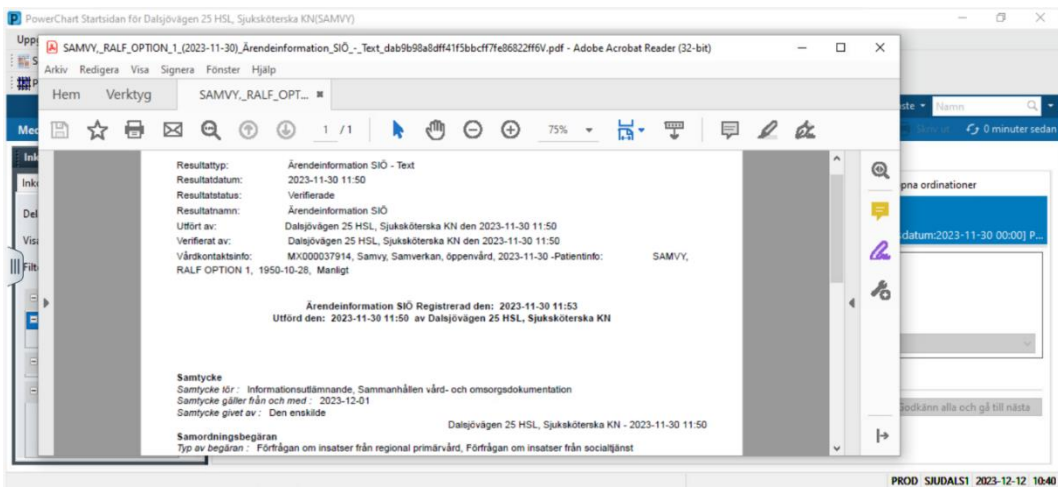 PowerChart Startsidan för Dalsjövägen 25 HSL, Sjuksköterska KN(SAMVY)
SAMVY,_RALF_OPTION_1_(2023-11-30)_Ärendeinformation_SIÖ_-_Text_dab9b98a8dff41f5bbcff7fe86822ff6V.pdf - Adobe Acrobat Reader (32-bit)
Arkiv Redigera Visa Signera Fönster Hjälp
Hem Verktyg SAMVY,_RALF_OPT...
1 / 1 75%
Namn
Skriv ut 0 minuter sedan
Resultattyp: Ärendeinformation SIÖ - Text
Resultatdatum: 2023-11-30 11:50
Resultatstatus: Verifierade
Resultatnamn: Ärendeinformation SIÖ
Utfört av: Dalsjövägen 25 HSL, Sjuksköterska KN den 2023-11-30 11:50
Verifierat av: Dalsjövägen 25 HSL, Sjuksköterska KN den 2023-11-30 11:50
Vårdkontaktsinfo: MX000037914, Samvy, Samverkan, öppenvård, 2023-11-30 -Patientinfo: SAMVY,
RALF OPTION 1, 1950-10-28, Manligt
Ärendeinformation SIÖ Registrerad den: 2023-11-30 11:53
Utförd den: 2023-11-30 11:50 av Dalsjövägen 25 HSL, Sjuksköterska KN
Samtycke
Samtycke för : Informationsutlämnande, Sammanhållen vård- och omsorgsdokumentation
Samtycke gäller från och med : 2023-12-01
Samtycke givet av : Den enskilde
Dalsjövägen 25 HSL, Sjuksköterska KN - 2023-11-30 11:50
Samordningsbegäran
Typ av begäran : Förfrågan om insatser från regional primärvård, Förfrågan om insatser från socialtjänst
pna ordinationer
datum:2023-11-30 00:00] P...
Godkänn alla och gå till nästa
PROD SJUDALS1 2023-12-12 10:40